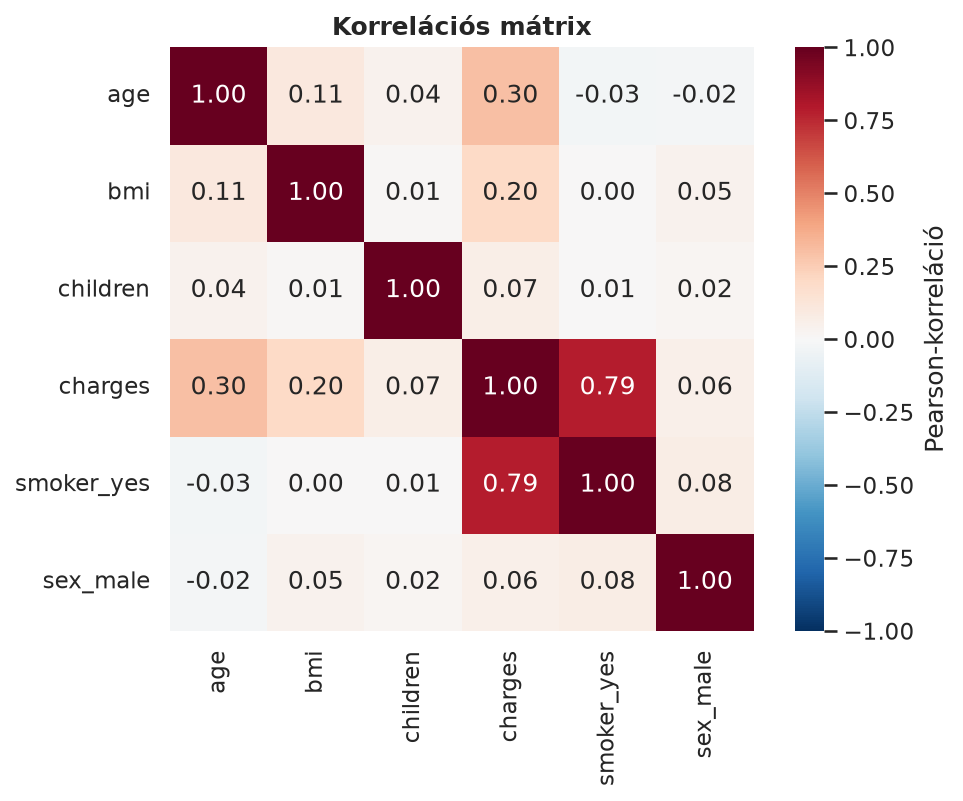 Korrelációs mátrix
age 1.00 0.11 0.04 0.30 -0.03 -0.02
bmi 0.11 1.00 0.01 0.20 0.00 0.05
children 0.04 0.01 1.00 0.07 0.01 0.02
charges 0.30 0.20 0.07 1.00 0.79 0.06
smoker_yes -0.03 0.00 0.01 0.79 1.00 0.08
sex_male -0.02 0.05 0.02 0.06 0.08 1.00
age
bmi
children
charges
smoker_yes
sex_male
1.00
0.75
0.50
0.25
0.00
−0.25
−0.50
−0.75
−1.00
Pearson-korreláció